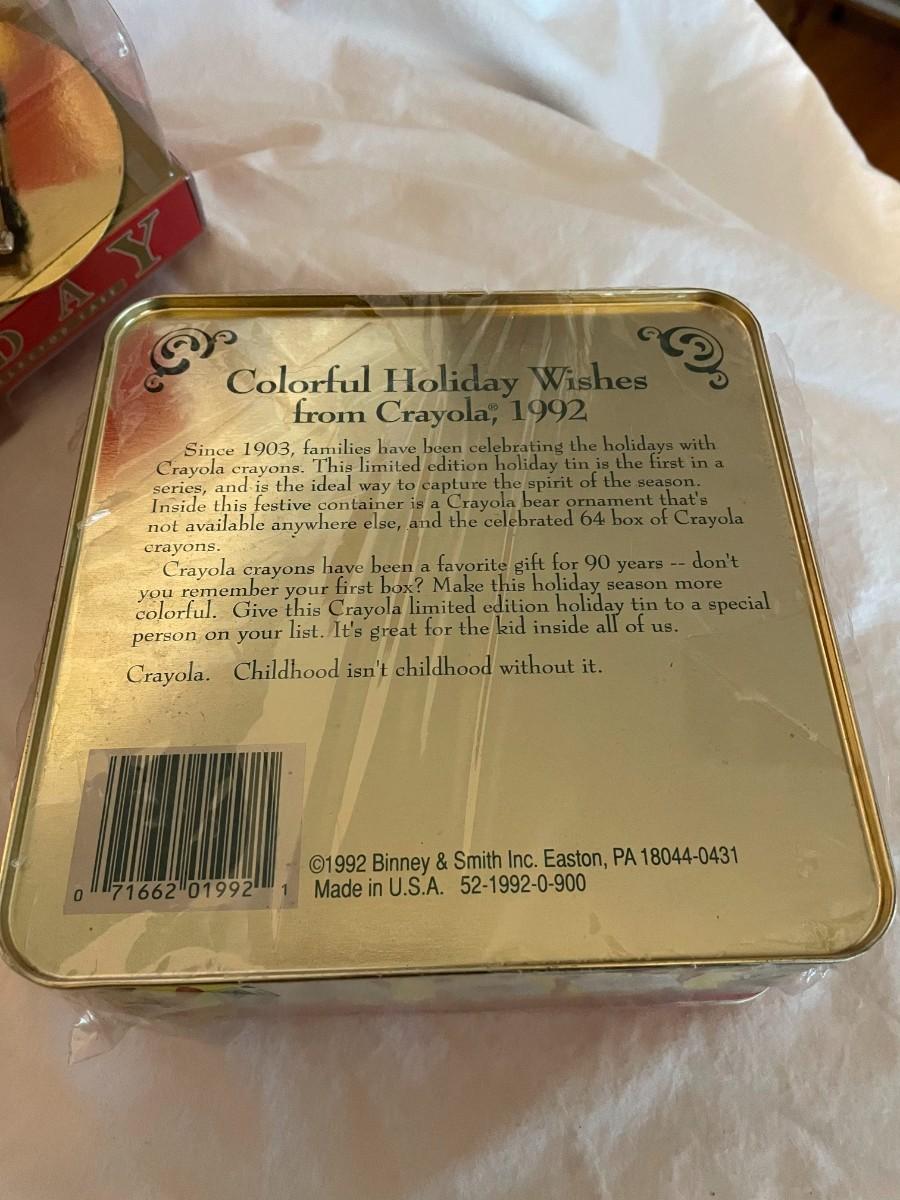 DAY
Colorful Holiday Wishes
from Crayola®, 1992
Since 1903, families have been celebrating the holidays with
Crayola crayons. This limited edition holiday tin is the first in a
series, and is the ideal way to capture the spirit of the season.
Inside this festive container is a Crayola bear ornament that's
not available anywhere else, and the celebrated 64 box of Crayola
crayons.
Crayola crayons have been a favorite gift for 90 years -- don't
you remember your first box? Make this holiday season more
colorful. Give this Crayola limited edition holiday tin to a special
person on your list. It's great for the kid inside all of us.
Crayola. Childhood isn't childhood without it.
0 71662 01992 1
©1992 Binney & Smith Inc. Easton, PA 18044-0431
Made in U.S.A. 52-1992-0-900